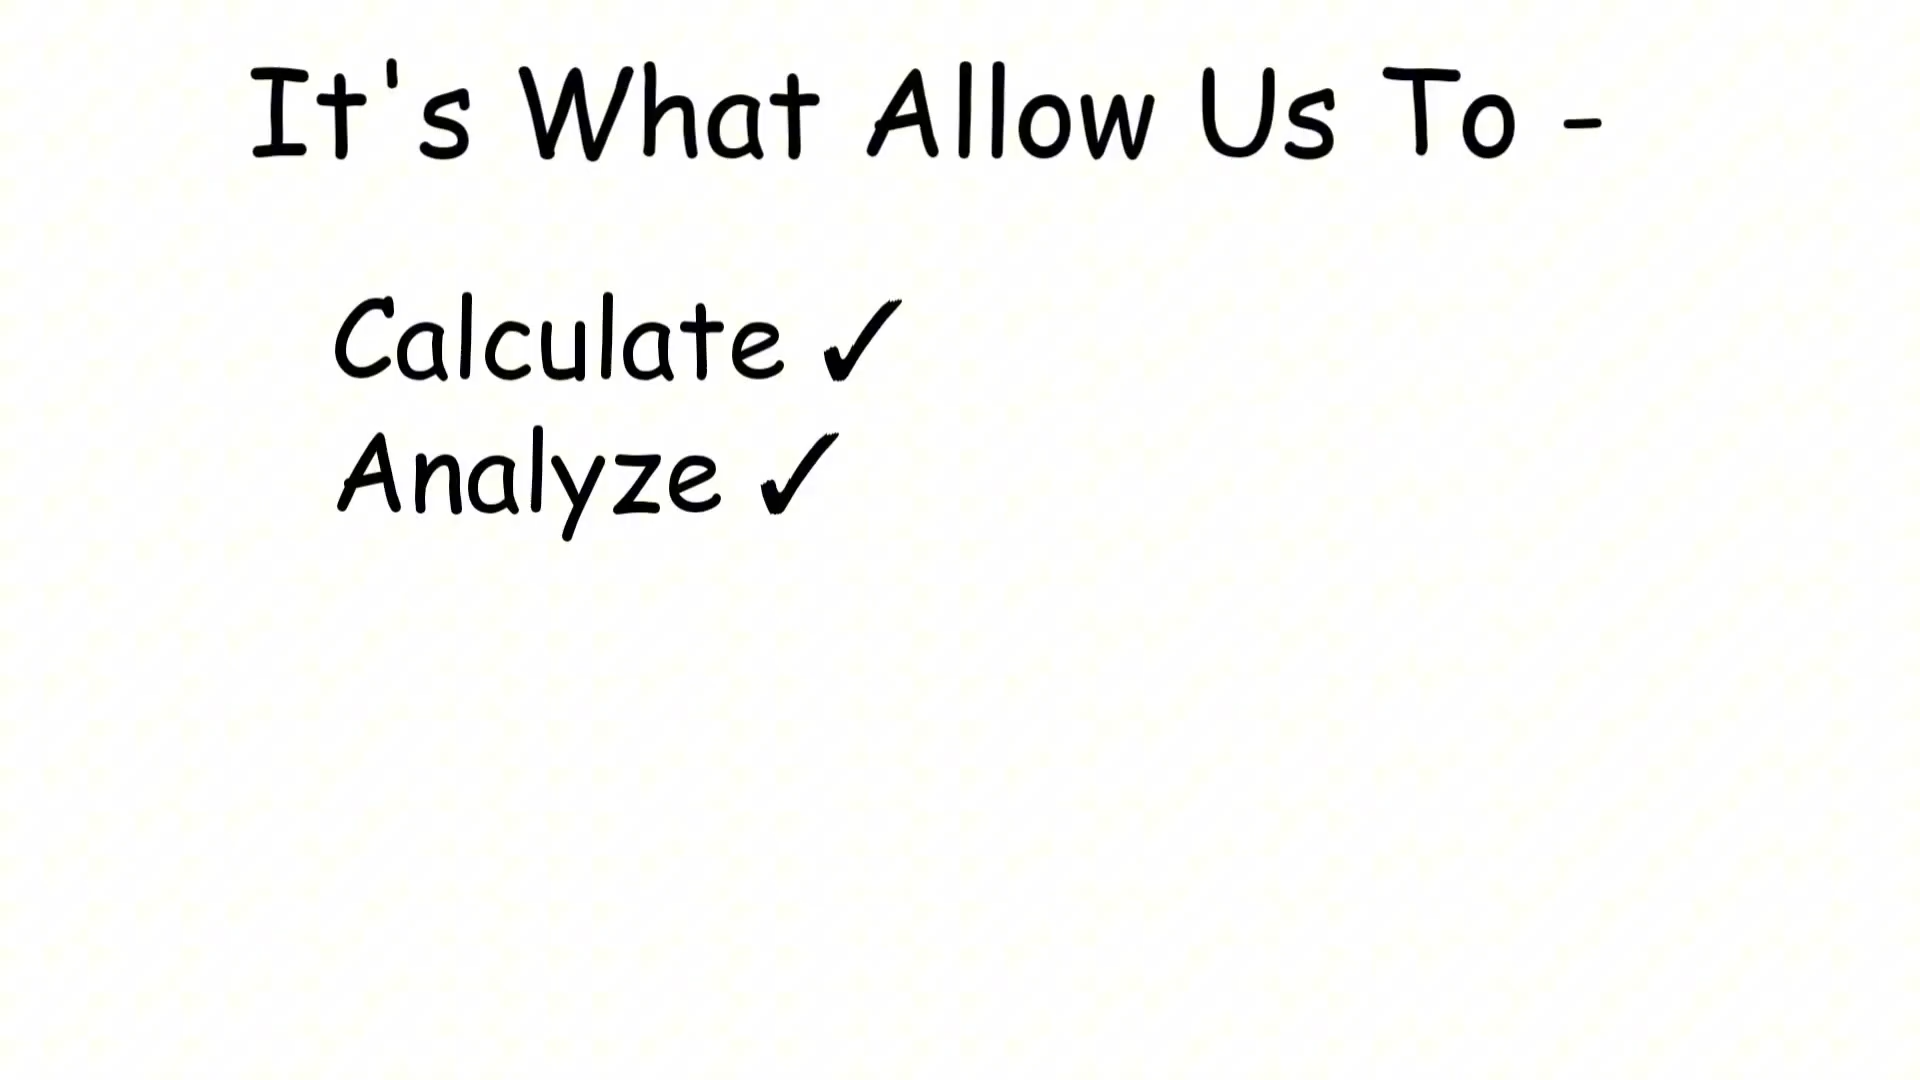 It's What Allow Us To -
Calculate ✓
Analyze ✓